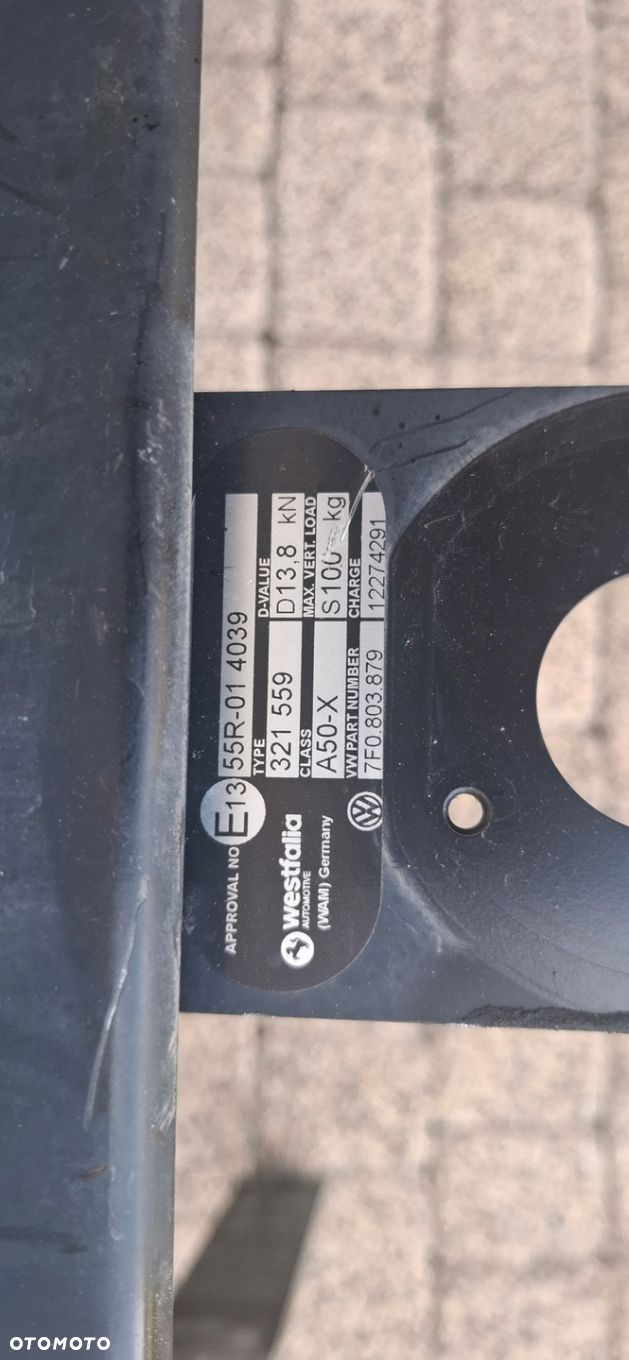 APPROVAL NO E13 55R-01 4039
TYPE D-VALUE
321 559 D13,8 kN
CLASS MAX. VERT. LOAD
A50-X S100 kg
VW PART NUMBER CHARGE
7F0.803.879 12274291
westfalia
AUTOMOTIVE
(WAM) Germany
OTOMOTO